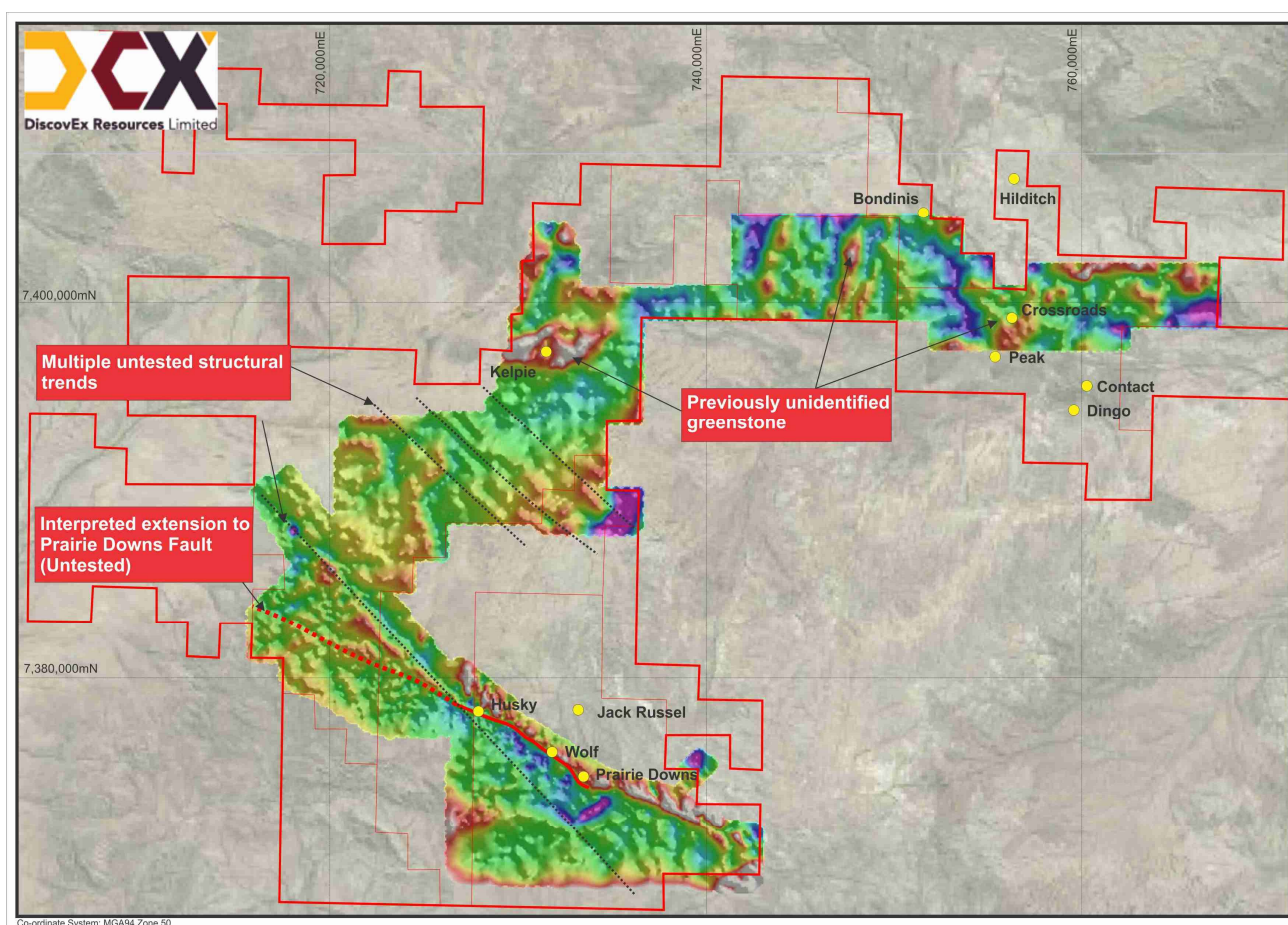 DCX
DiscovEx Resources Limited
720,000mE
740,000mE
760,000mE
Bondinis
Hilditch
7,400,000mN
Crossroads
Multiple untested structural
trends
Kelpie
Peak
Contact
Previously unidentified
greenstone
Dingo
Interpreted extension to
Prairie Downs Fault
(Untested)
7,380,000mN
Husky
Jack Russel
Wolf
Prairie Downs
Co-ordinate System: MGA94 Zone 50